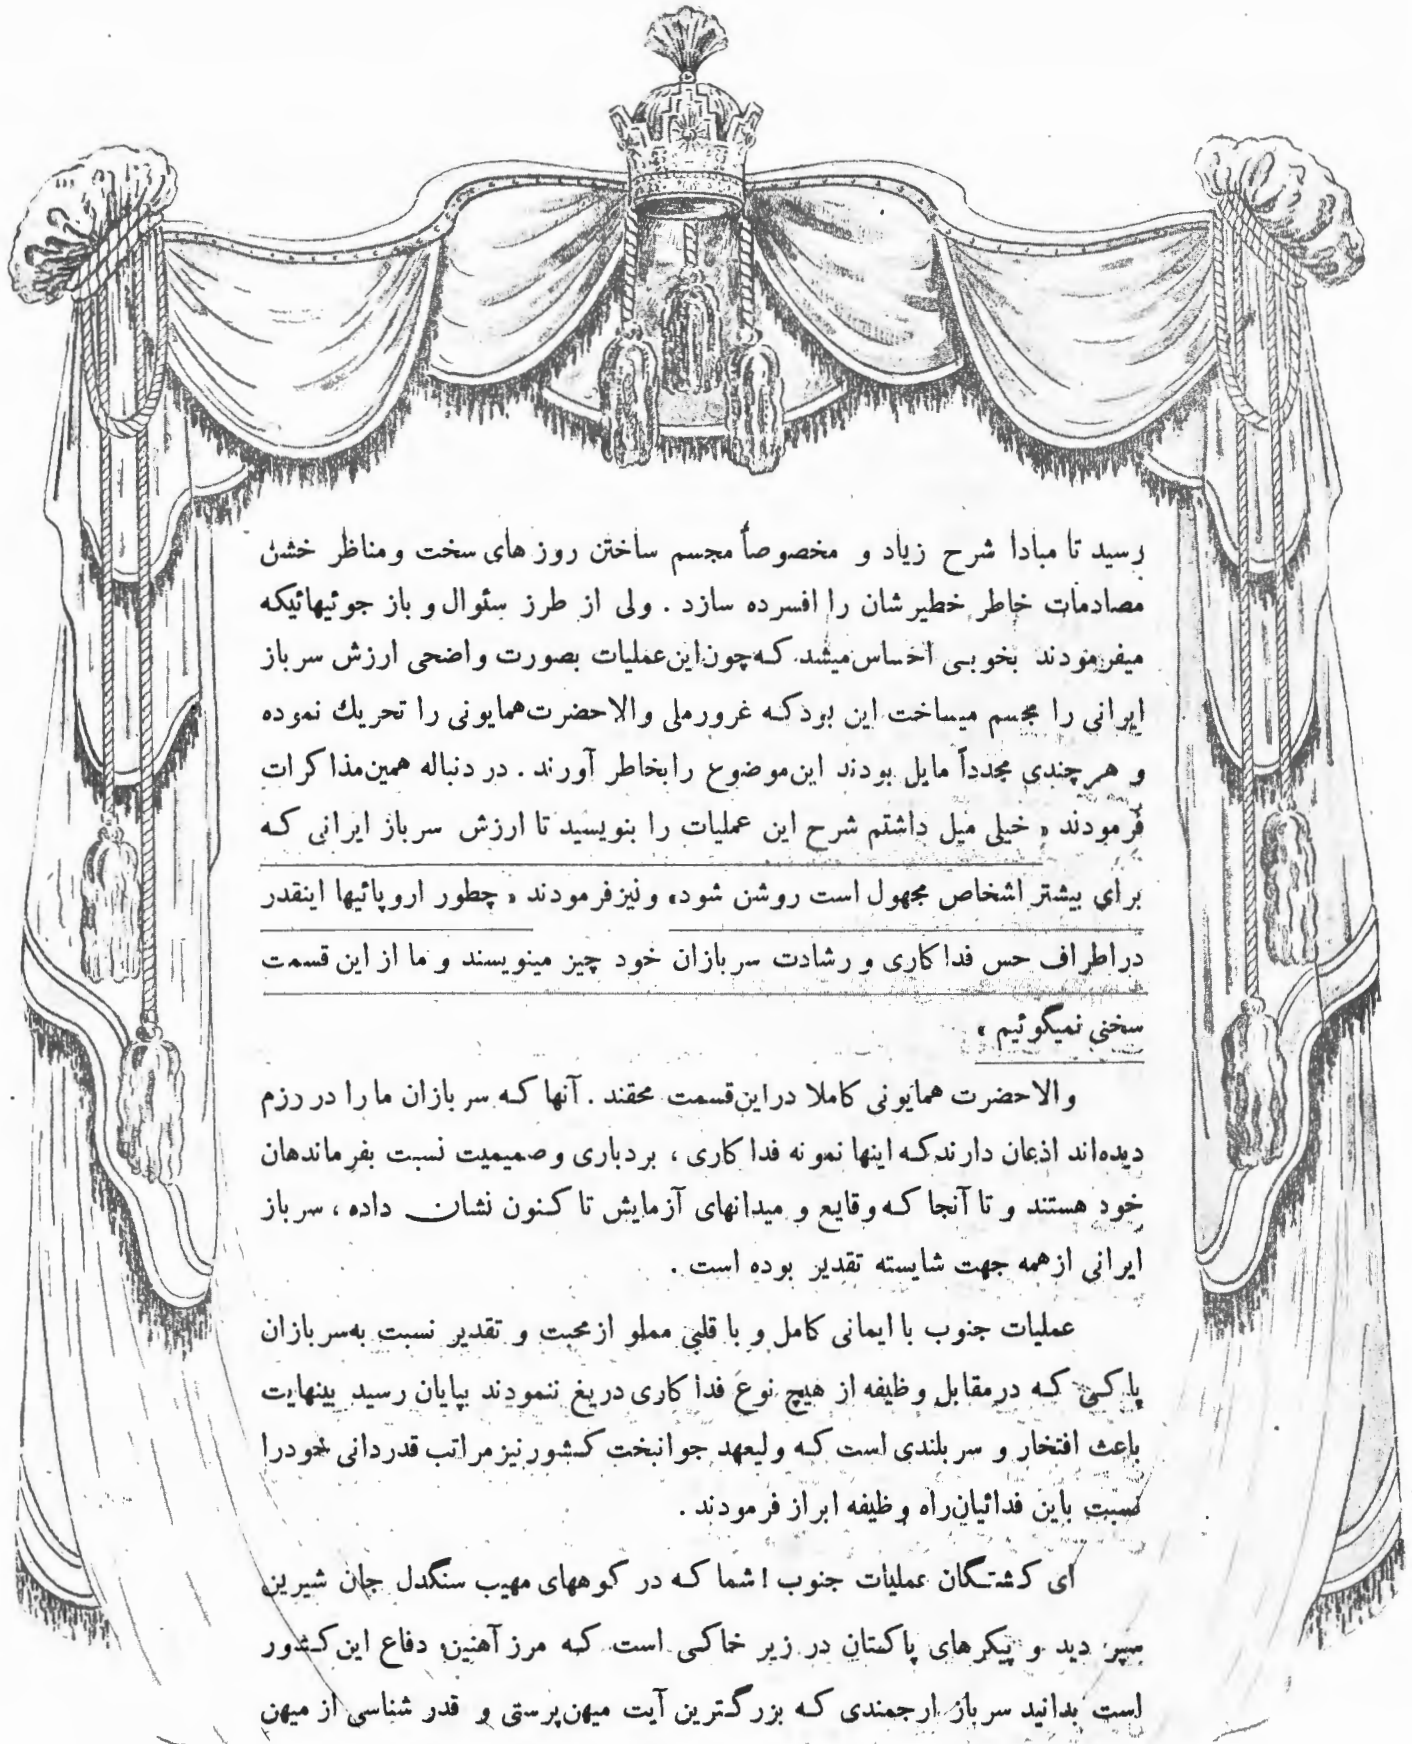 رسید تا مبادا شرح زیاد و مخصوصاً مجسم ساختن روزهای سخت ومناظر خشن
مصادمات خاطر خطیرشان را افسرده سازد . ولی از طرز سئوال و باز جوئیهائیکه
میفرمودند بخوبی احساس میشد که چون این عملیات بصورت واضحی ارزش سرباز
ایرانی را مجسم میساخت این بود که غرور ملی والاحضرت همایونی را تحریك نموده
و هرچندی مجدداً مایل بودند این موضوع را بخاطر آورند . در دنباله همین مذاکرات
فرمودند « خیلی میل داشتم شرح این عملیات را بنویسید تا ارزش سرباز ایرانی که
برای بیشتر اشخاص مجهول است روشن شود» و نیز فرمودند « چطور اروپائیها اینقدر
دراطراف حس فداکاری و رشادت سربازان خود چیز مینویسند و ما از این قسمت
سخنی نمیگوئیم »
والاحضرت همایونی کاملا دراین قسمت محقند . آنها که سربازان ما را در رزم
دیده‌اند اذعان دارند که اینها نمونه فداکاری ، بردباری و صمیمیت نسبت بفرماندهان
خود هستند و تا آنجا که وقایع و میدانهای آزمایش تا کنون نشان داده ، سرباز
ایرانی ازهمه جهت شایسته تقدیر بوده است .
عملیات جنوب با ایمانی کامل و با قلبی مملو از محبت و تقدیر نسبت به سربازان
پاکی که درمقابل وظیفه از هیچ نوع فداکاری دریغ ننمودند بپایان رسید بینهایت
باعث افتخار و سربلندی است که ولیعهد جوانبخت کشور نیز مراتب قدردانی خودرا
نسبت باین فدائیان راه وظیفه ابراز فرمودند .
ای کشتگان عملیات جنوب ! شما که در کوههای مهیب سنگدل جان شیرین
سپردید و پیکرهای پاکتان در زیر خاکی است که مرز آهنین دفاع این کشور
است بدانید سرباز ارجمندی که بزرگترین آیت میهن پرستی و قدر شناسی از میهن